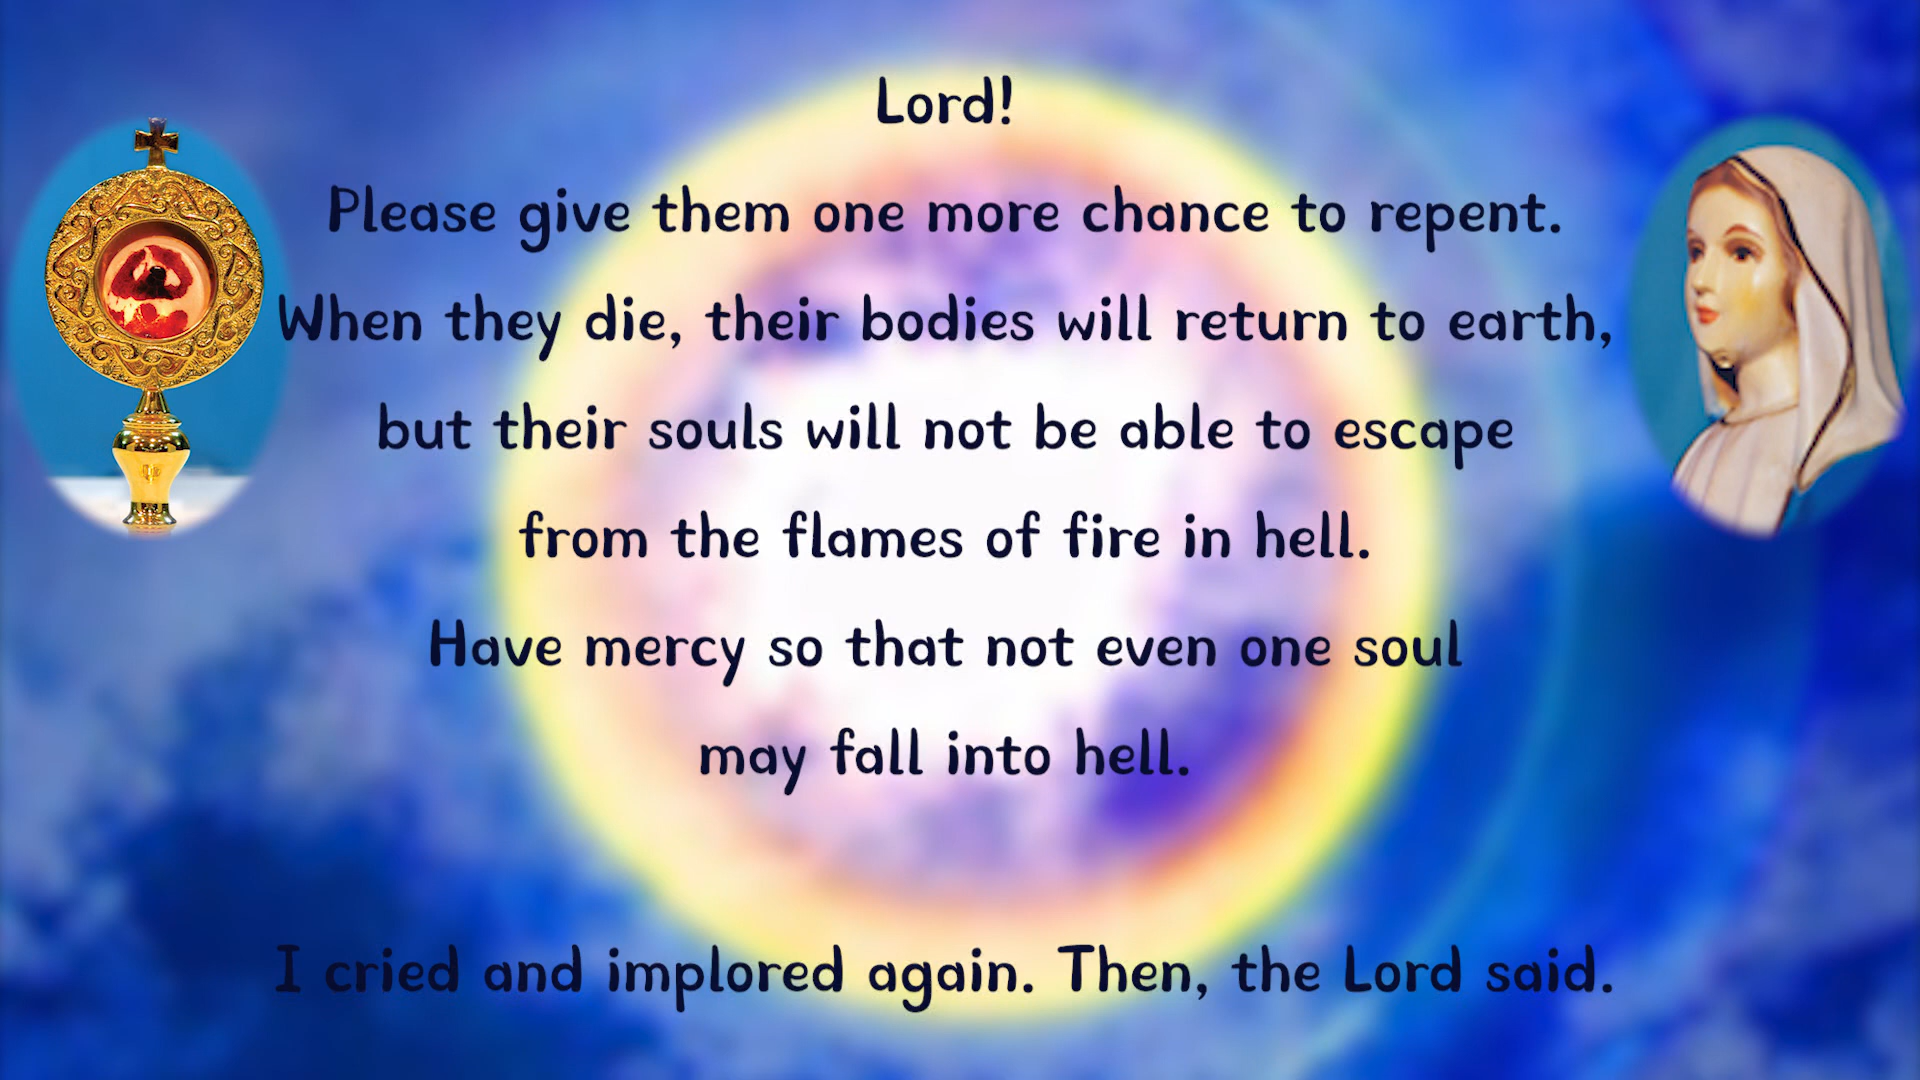 Lord!
Please give them one more chance to repent.
When they die, their bodies will return to earth,
but their souls will not be able to escape
from the flames of fire in hell.
Have mercy so that not even one soul
may fall into hell.
I cried and implored again. Then, the Lord said.